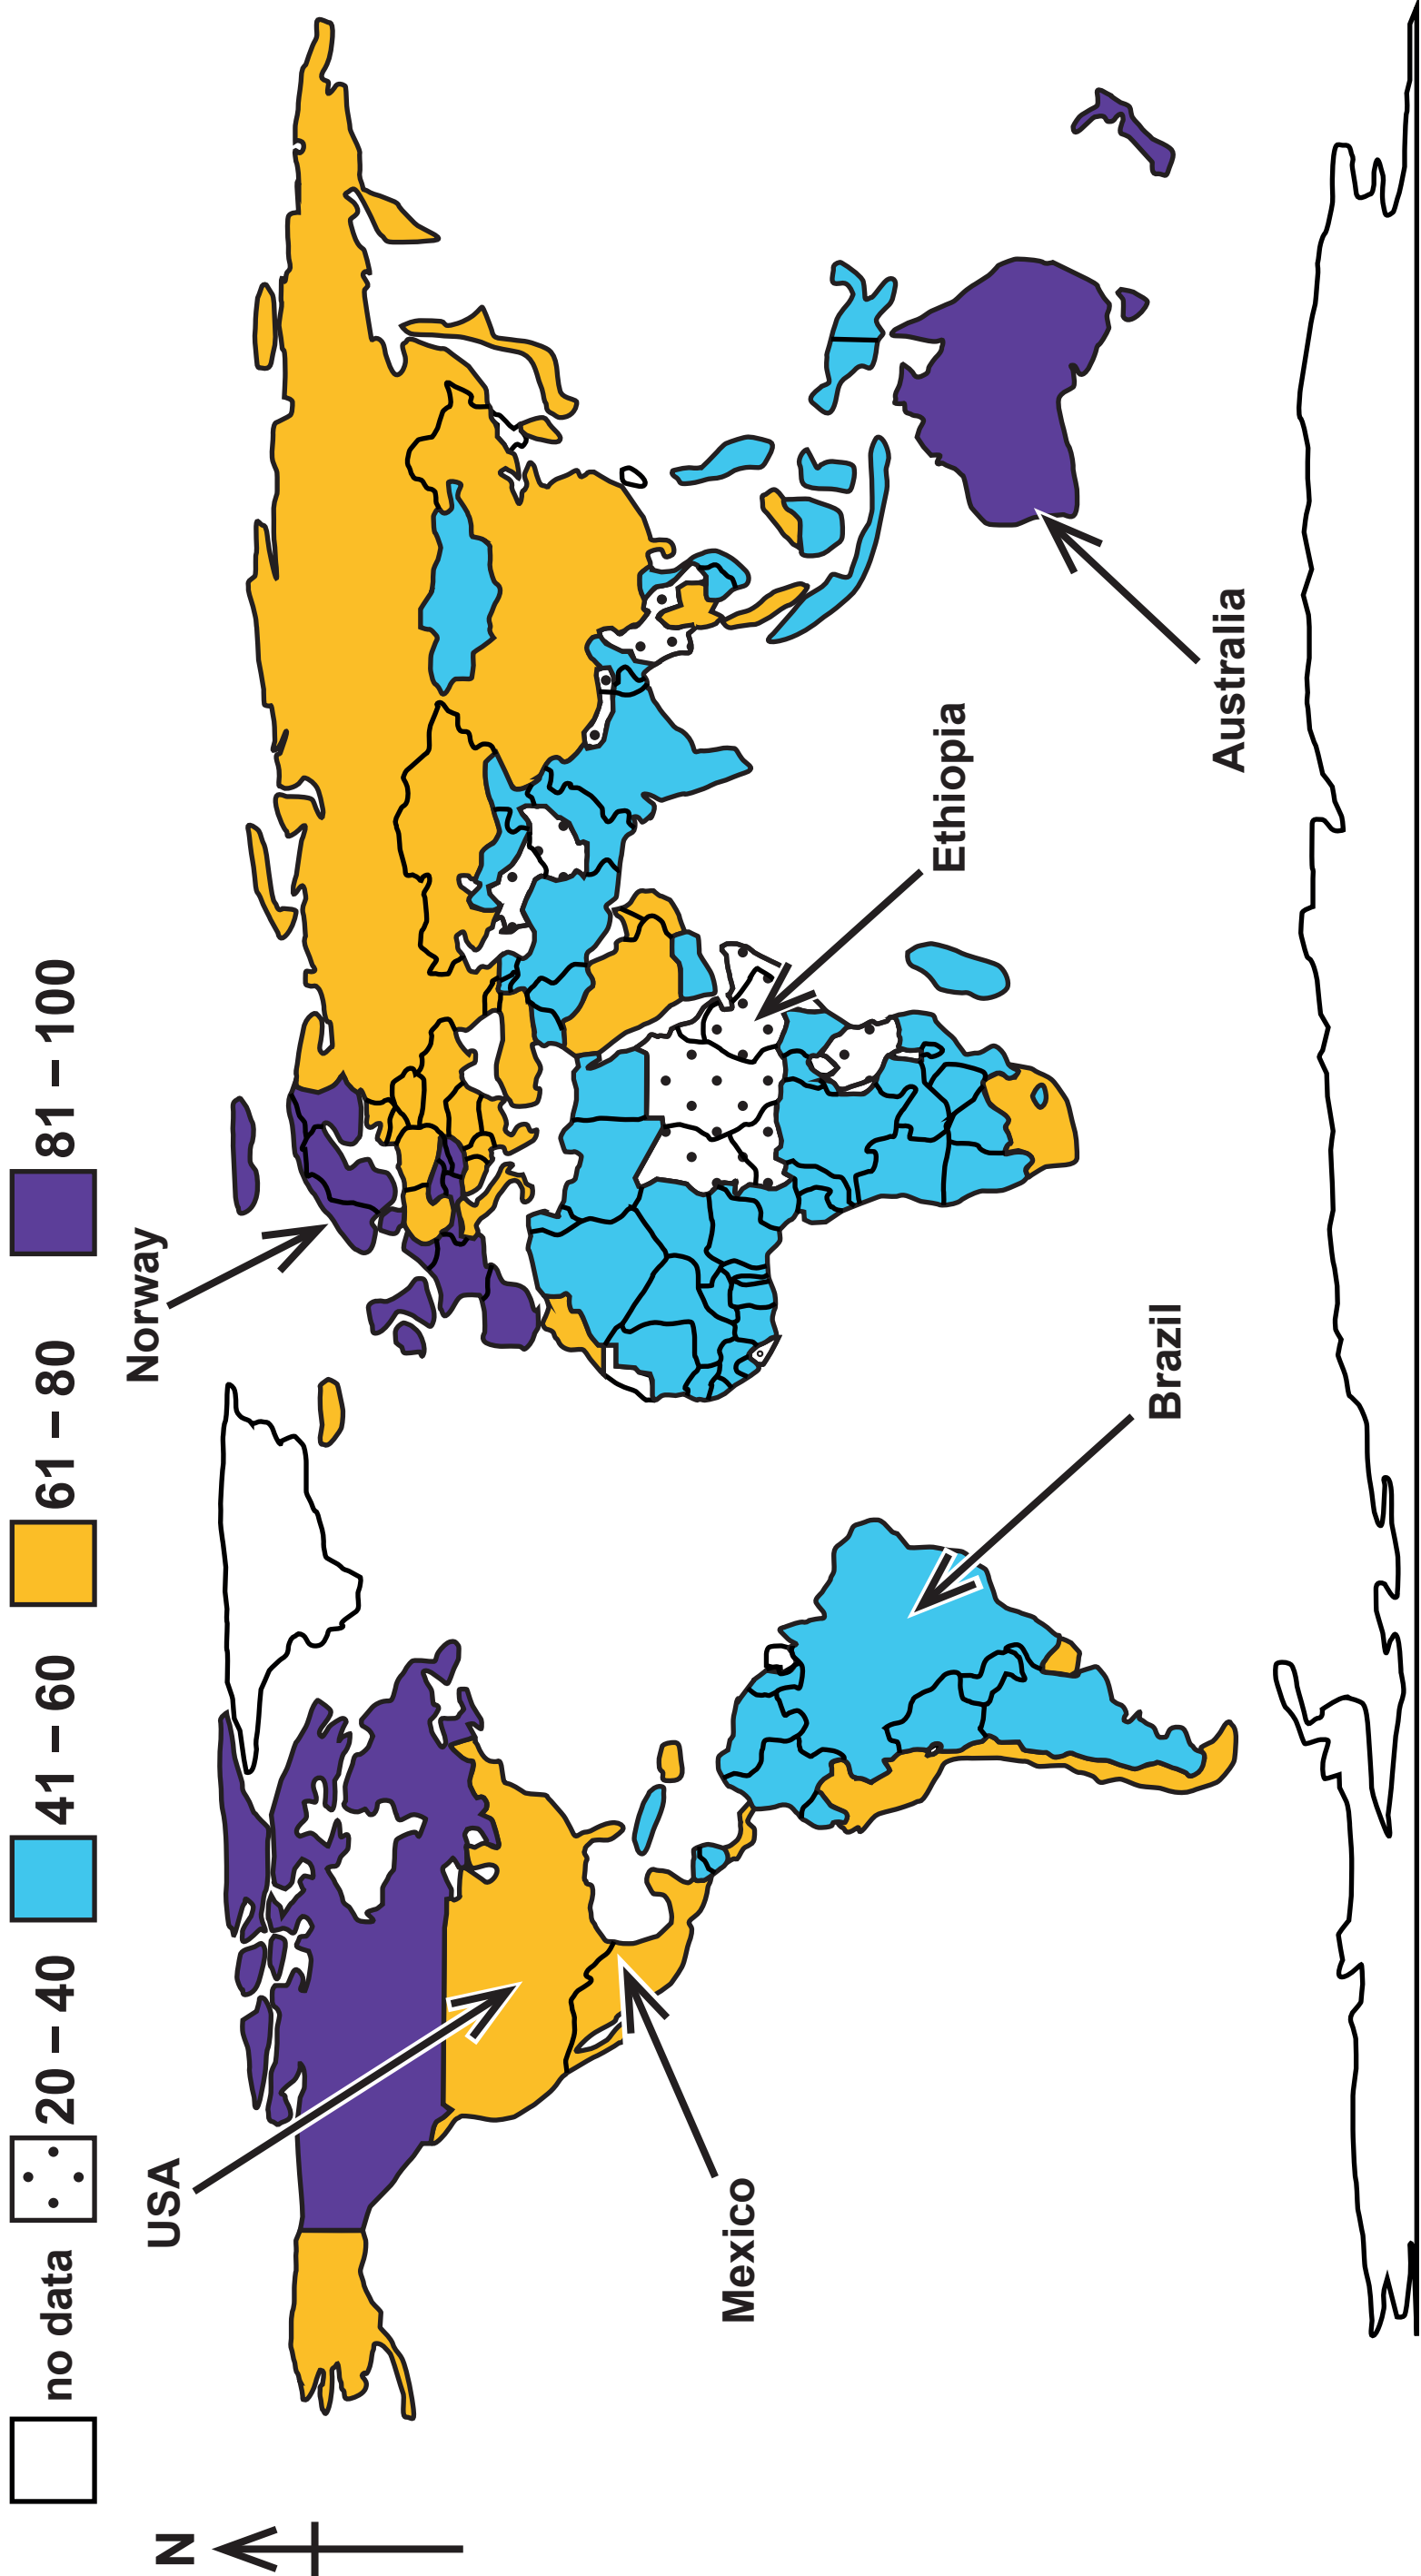 no data
20 – 40
41 – 60
61 – 80
81 – 100
N
USA
Norway
Mexico
Ethiopia
Brazil
Australia